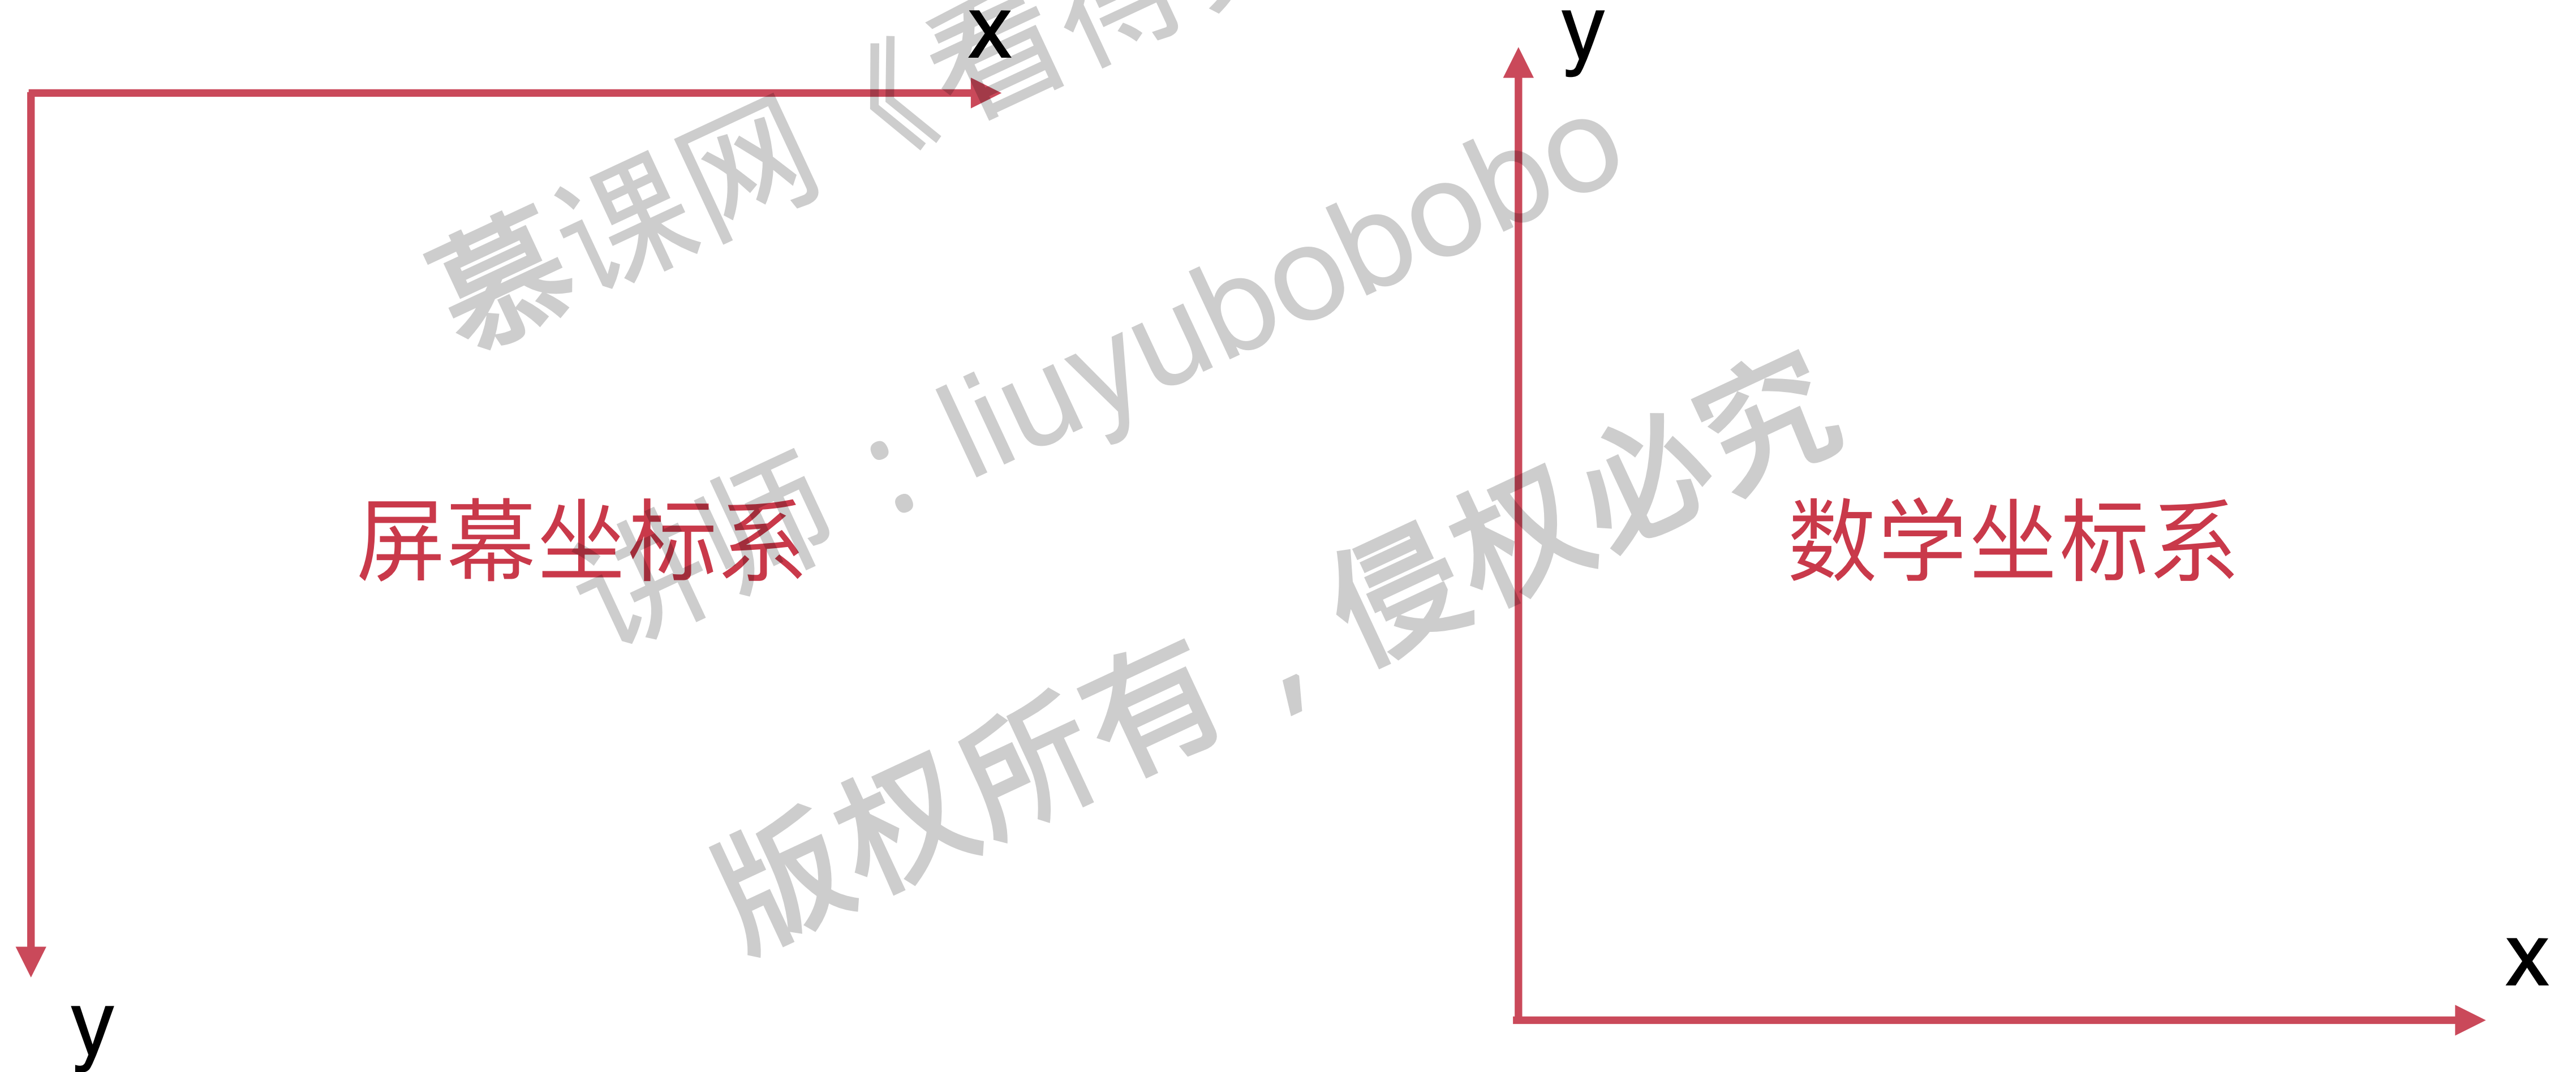 x
y
慕课网《看得
讲师：liuyubobobo
版权所有，侵权必究
屏幕坐标系
数学坐标系
x
y